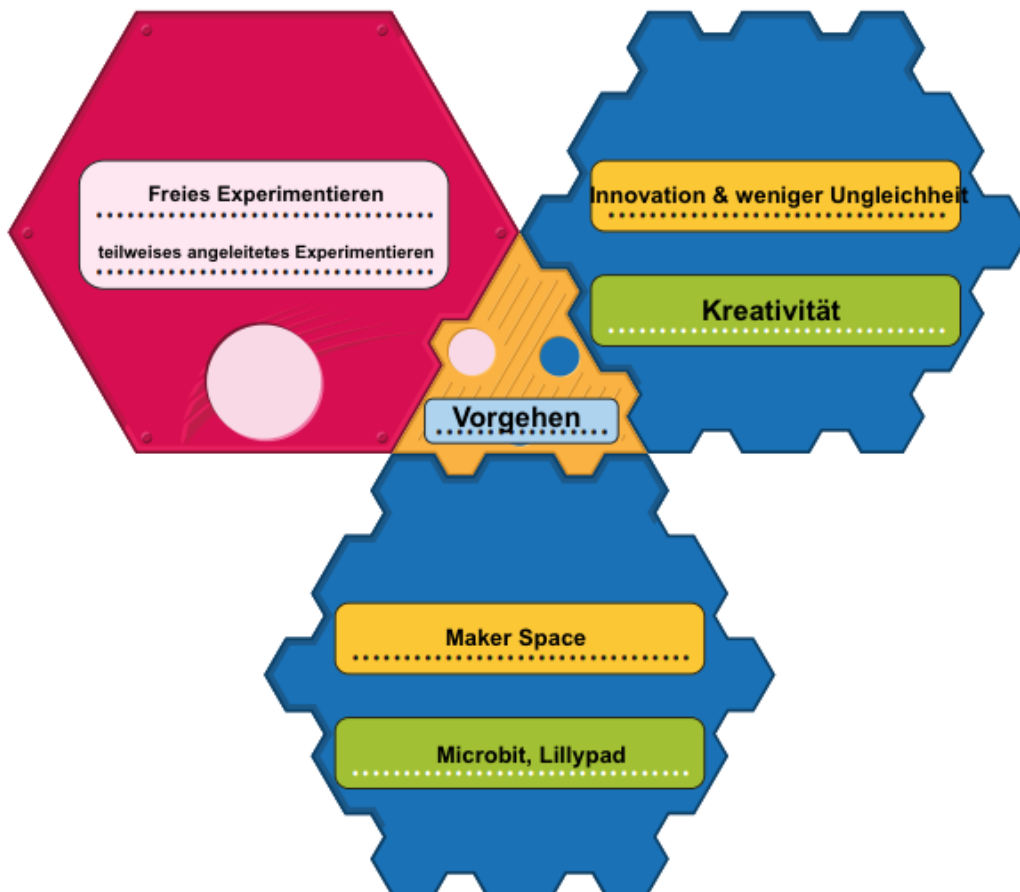 Freies Experimentieren
teilweises angeleitetes Experimentieren
Innovation & weniger Ungleichheit
Kreativität
Vorgehen
Maker Space
Microbit, Lillypad